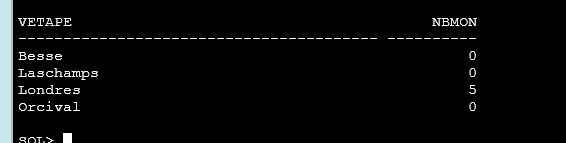 VETAPE NBMON
---------------------------------------- ----------
Besse 0
Laschamps 0
Londres 5
Orcival 0
SQL>